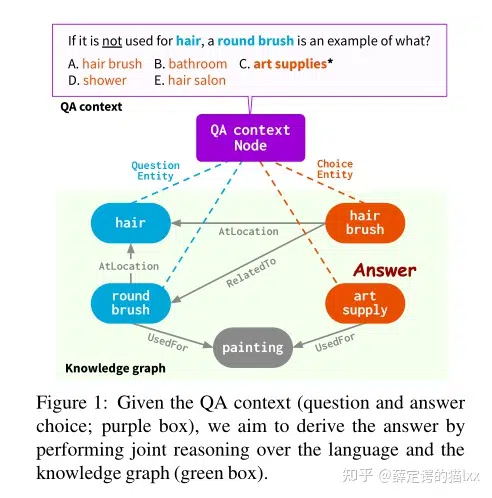 If it is not used for hair, a round brush is an example of what?
A. hair brush B. bathroom C. art supplies*
D. shower E. hair salon
QA context
QA context
Node
Question
Entity
Choice
Entity
hair
AtLocation
hair
brush
AtLocation
RelatedTo
Answer
round
brush
art
supply
UsedFor
painting
UsedFor
Knowledge graph
Figure 1: Given the QA context (question and answer
choice; purple box), we aim to derive the answer by
performing joint reasoning over the language and the
knowledge graph (green box).
知乎 @薛定谔的猫lxx